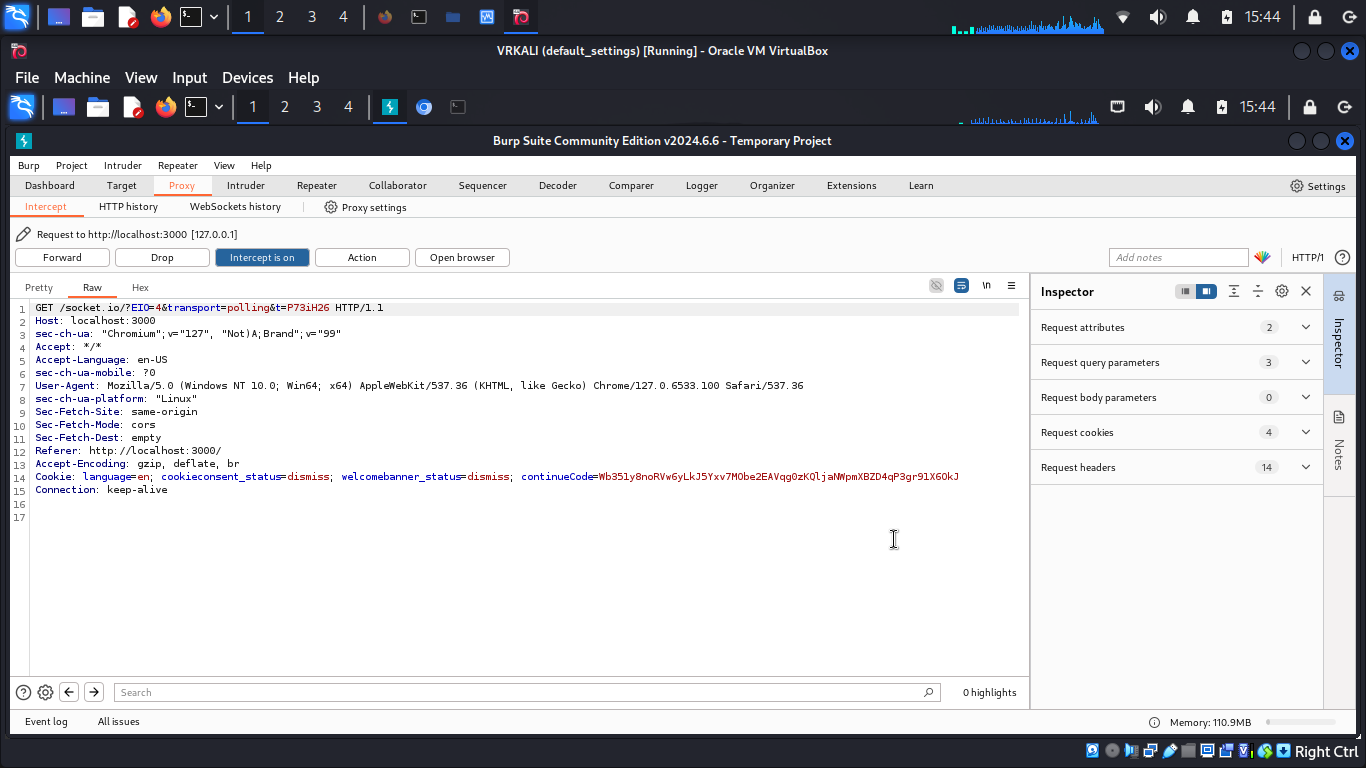 1 2 3 4 15:44
VRKALI (default_settings) [Running] - Oracle VM VirtualBox
File Machine View Input Devices Help
1 2 3 4 15:44
Burp Suite Community Edition v2024.6.6 - Temporary Project
Burp Project Intruder Repeater View Help
Dashboard Target Proxy Intruder Repeater Collaborator Sequencer Decoder Comparer Logger Organizer Extensions Learn Settings
Intercept HTTP history WebSockets history Proxy settings
Request to http://localhost:3000 [127.0.0.1]
Forward Drop Intercept is on Action Open browser Add notes HTTP/1
Pretty Raw Hex \n
1 GET /socket.io/?EIO=4&transport=polling&t=P73iH26 HTTP/1.1
2 Host: localhost:3000
3 sec-ch-ua: "Chromium";v="127", "Not)A;Brand";v="99"
4 Accept: */*
5 Accept-Language: en-US
6 sec-ch-ua-mobile: ?0
7 User-Agent: Mozilla/5.0 (Windows NT 10.0; Win64; x64) AppleWebKit/537.36 (KHTML, like Gecko) Chrome/127.0.6533.100 Safari/537.36
8 sec-ch-ua-platform: "Linux"
9 Sec-Fetch-Site: same-origin
10 Sec-Fetch-Mode: cors
11 Sec-Fetch-Dest: empty
12 Referer: http://localhost:3000/
13 Accept-Encoding: gzip, deflate, br
14 Cookie: language=en; cookieconsent_status=dismiss; welcomebanner_status=dismiss; continueCode=Wb351y8noRVw6yLkJ5Yxv7MObe2EAVqg0zKQljaNWpmXBZD4qP3gr91X6OkJ
15 Connection: keep-alive
16
17
Inspector
Request attributes 2
Request query parameters 3
Request body parameters 0
Request cookies 4
Request headers 14
Inspector
Notes
Search 0 highlights
Event log All issues Memory: 110.9MB
Right Ctrl